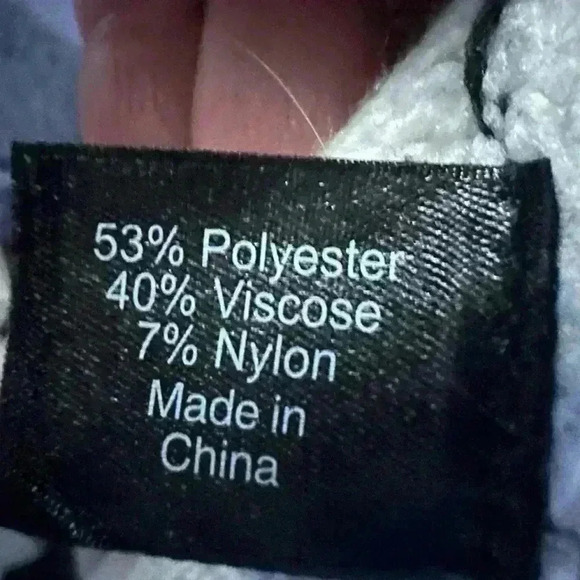 53% Polyester
40% Viscose
7% Nylon
Made in
China